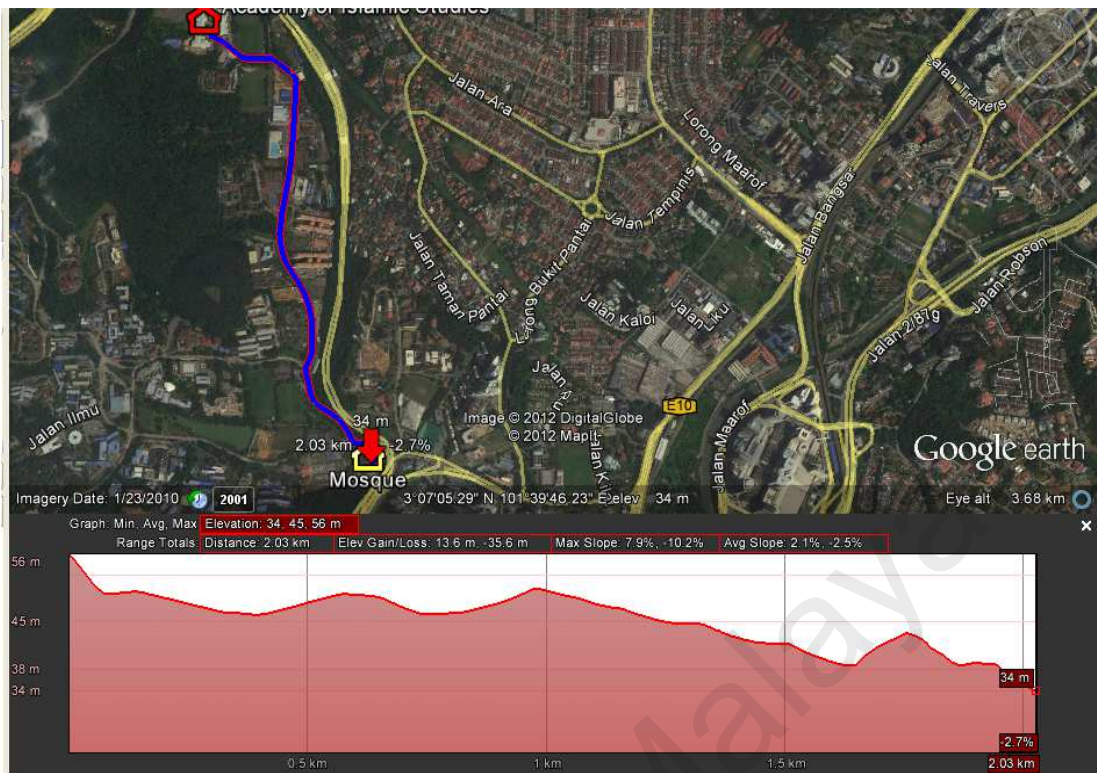 Academy of Islamic Studies
Jalan Travers
Jalan Ara
Lorong Maarof
Jalan Tempinis
Jalan Bangsar
Jalan Taman Pantai
Lorong Bukit Pantai
Jalan Robson
Jalan Kaloi
Jalan Liku
Jalan 2/87g
E10
Jalan Ilmu
Jalan Maarof
Image © 2012 DigitalGlobe
© 2012 MapIt
Google earth
34 m
2.03 km
-2.7%
Mosque
Imagery Date: 1/23/2010 2001 3°07'05.29" N 101°39'46.23" E elev 34 m Eye alt 3.68 km
Graph: Min, Avg, Max Elevation: 34, 45, 56 m
Range Totals: Distance: 2.03 km Elev Gain/Loss: 13.6 m, -35.6 m Max Slope: 7.9%, -10.2% Avg Slope: 2.1%, -2.5%
56 m
45 m
38 m
34 m
34 m
-2.7%
0.5 km 1 km 1.5 km 2.03 km
Malaya